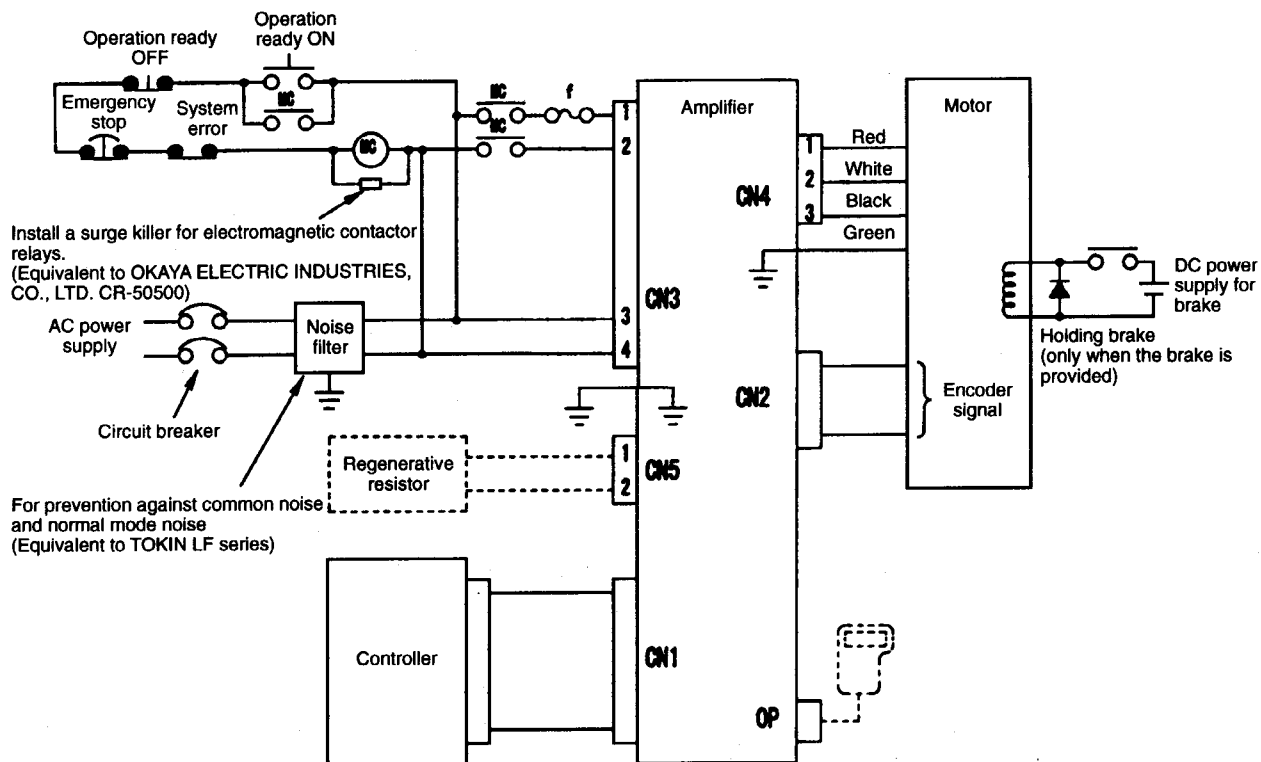 Operation ready
OFF
Operation
ready ON
MC
Emergency
stop
System
error
MC
MC
f
MC
Install a surge killer for electromagnetic contactor
relays.
(Equivalent to OKAYA ELECTRIC INDUSTRIES,
CO., LTD. CR-50500)
AC power
supply
Noise
filter
Circuit breaker
For prevention against common noise
and normal mode noise
(Equivalent to TOKIN LF series)
Regenerative
resistor
Controller
Amplifier
1
2
CN3
3
4
1
2
CN5
CN1
OP
CN4
1
2
3
CN2
Red
White
Black
Green
Motor
Encoder
signal
DC power
supply for
brake
Holding brake
(only when the brake is
provided)